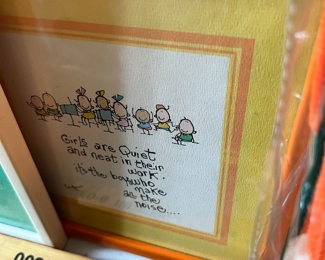 Girls are Quiet
and neat in their
work.
it's the boys who
make
all the
noise....